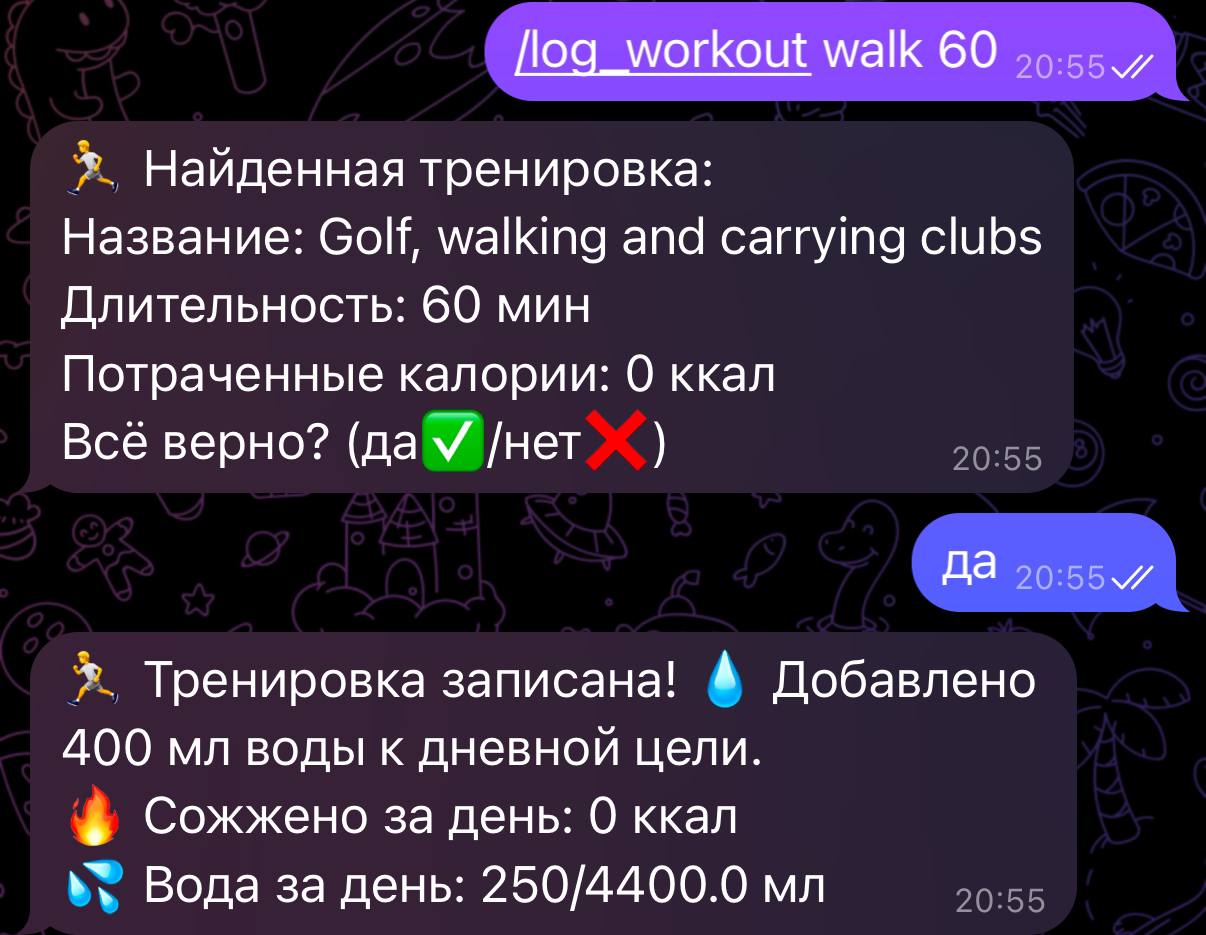 /log_workout walk 60 20:55
🏃 Найденная тренировка:
Название: Golf, walking and carrying clubs
Длительность: 60 мин
Потраченные калории: 0 ккал
Всё верно? (да✅/нет❌)
20:55
да 20:55
🏃 Тренировка записана! 💧 Добавлено
400 мл воды к дневной цели.
🔥 Сожжено за день: 0 ккал
💦 Вода за день: 250/4400.0 мл
20:55